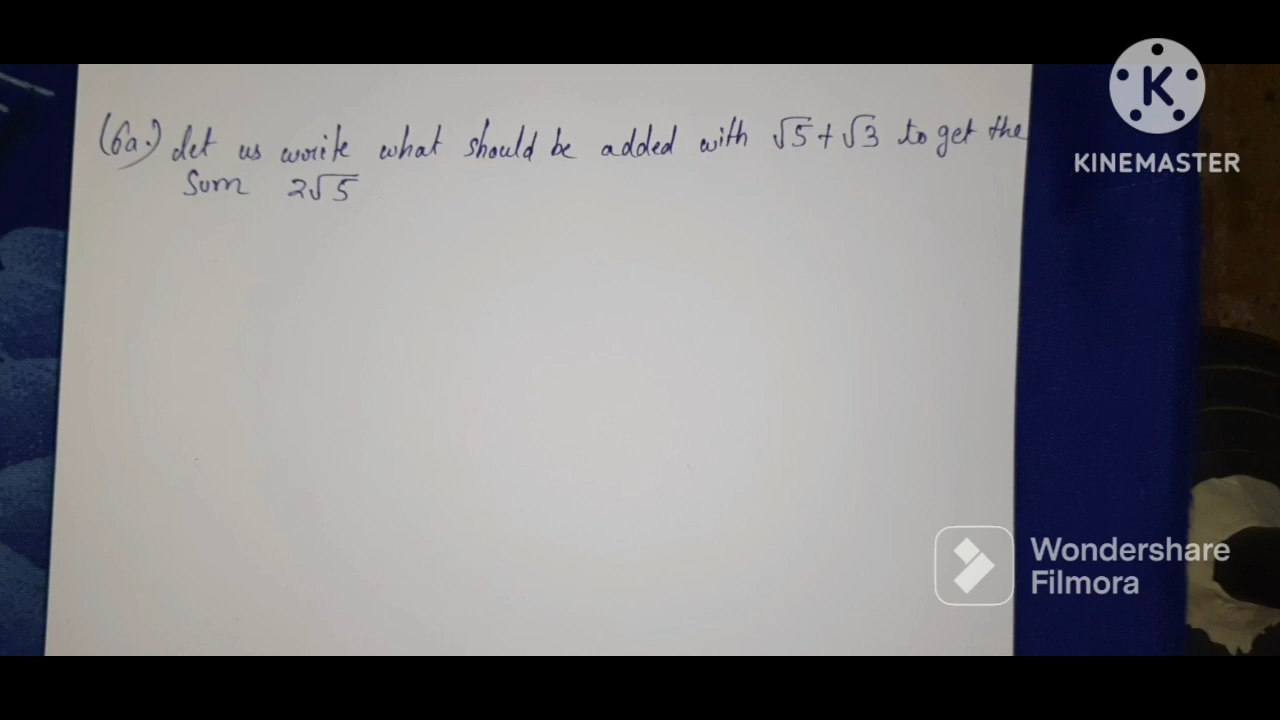 (6a.) Let us write what should be added with √5+√3 to get the
Sum 2√5
KINEMASTER
Wondershare
Filmora